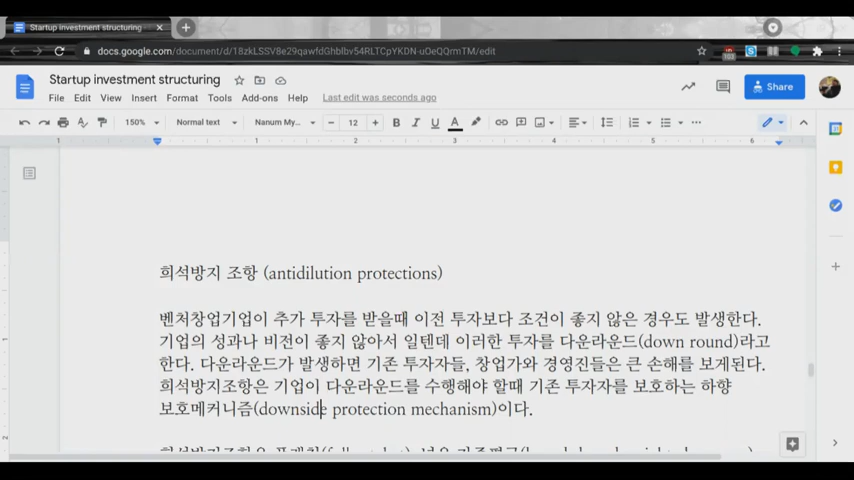 Startup investment structuring
docs.google.com/document/d/18zkLSSV8e29qawfdGhblbv54RLTCpYKDN-uOeQQrmTM/edit
Startup investment structuring
File Edit View Insert Format Tools Add-ons Help Last edit was seconds ago
Share
150% Normal text Nanum My... 12 B I U A
1 1 2 3 4 5 6
희석방지 조항 (antidilution protections)
벤처창업기업이 추가 투자를 받을때 이전 투자보다 조건이 좋지 않은 경우도 발생한다.
기업의 성과나 비전이 좋지 않아서 일텐데 이러한 투자를 다운라운드(down round)라고
한다. 다운라운드가 발생하면 기존 투자자들, 창업가와 경영진들은 큰 손해를 보게된다.
희석방지조항은 기업이 다운라운드를 수행해야 할때 기존 투자자를 보호하는 하향
보호메커니즘(downside protection mechanism)이다.